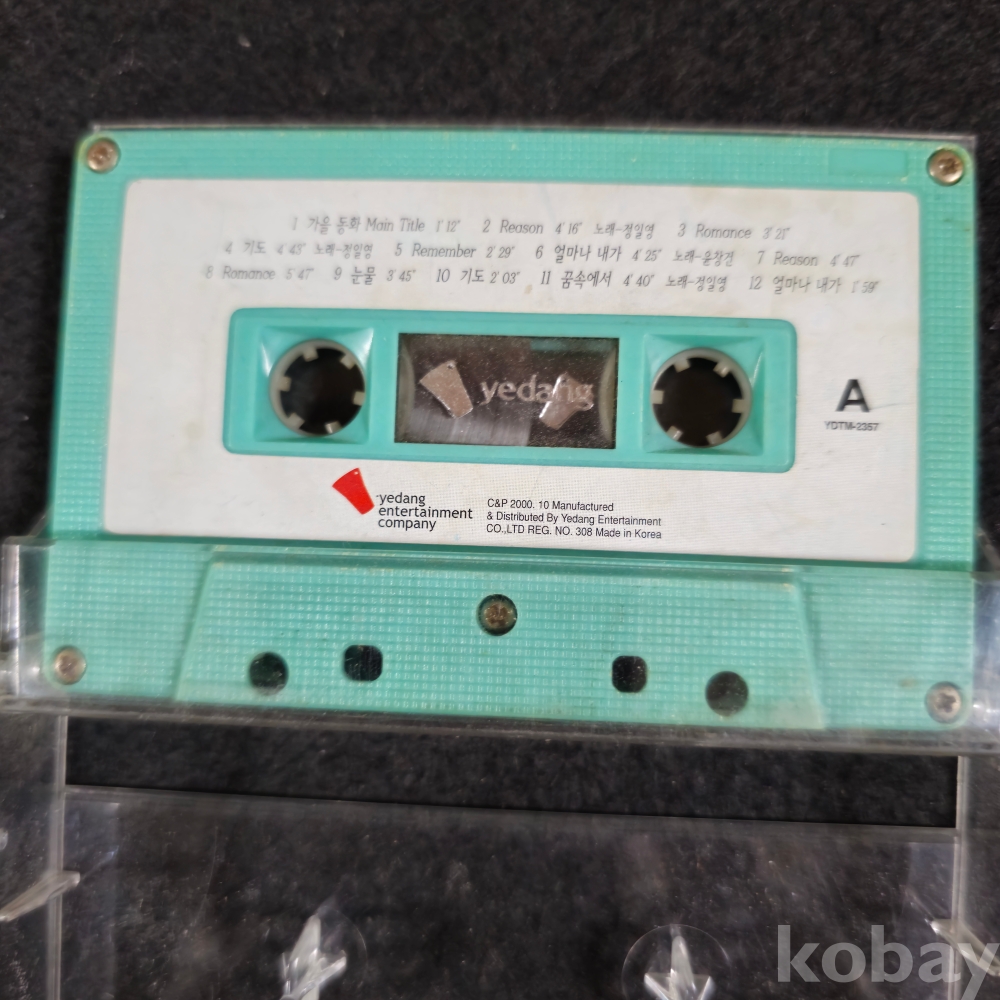 1 가을 동화 Main Title 1'12" 2 Reason 4'16" 노래-정일영 3 Romance 3'21"
4 기도 4'43" 노래-정일영 5 Remember 2'29" 6 얼마나 내가 4'25" 노래-윤창건 7 Reason 4'47"
8 Romance 5'47" 9 눈물 3'45" 10 기도 2'03" 11 꿈속에서 4'40" 노래-정일영 12 얼마나 내가 1'59"
yedang
A
YDTM-2357
yedang
entertainment
company
C&P 2000. 10 Manufactured
& Distributed By Yedang Entertainment
CO.,LTD REG. NO. 308 Made in Korea
kobay